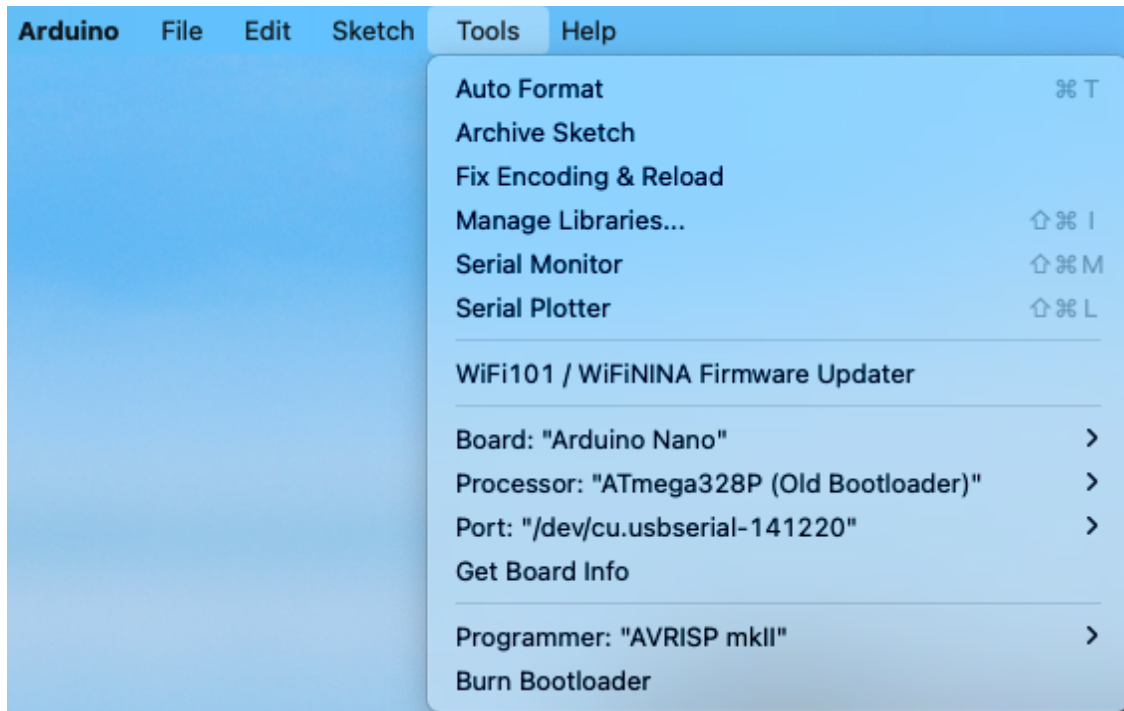 Arduino File Edit Sketch Tools Help
Auto Format ⌘ T
Archive Sketch
Fix Encoding & Reload
Manage Libraries... ⇧ ⌘ I
Serial Monitor ⇧ ⌘ M
Serial Plotter ⇧ ⌘ L
WiFi101 / WiFiNINA Firmware Updater
Board: "Arduino Nano" >
Processor: "ATmega328P (Old Bootloader)" >
Port: "/dev/cu.usbserial-141220" >
Get Board Info
Programmer: "AVRISP mkII" >
Burn Bootloader